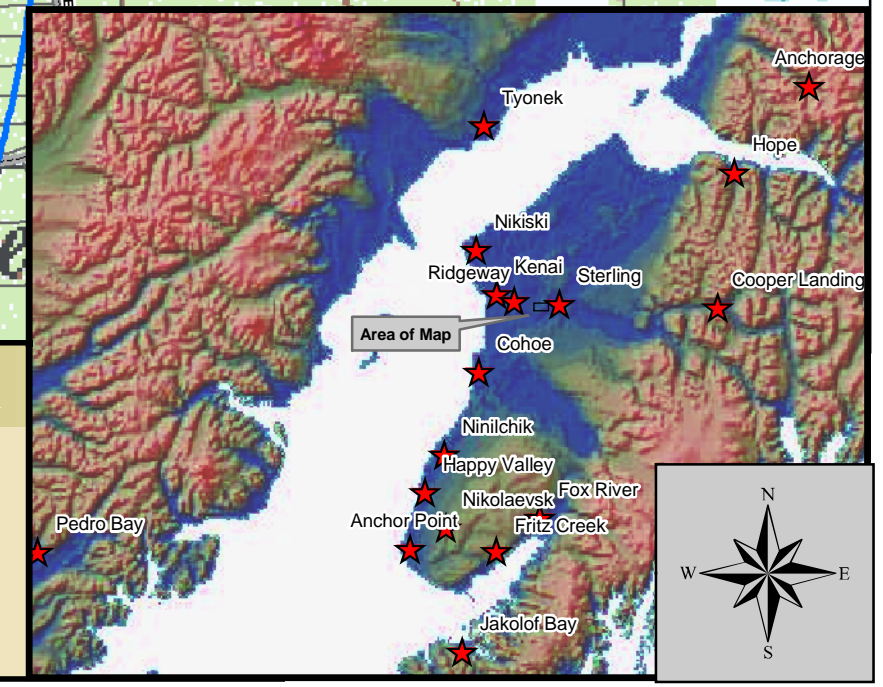 Anchorage
Tyonek
Hope
Nikiski
Ridgeway
Kenai
Sterling
Cooper Landing
Area of Map
Cohoe
Ninilchik
Happy Valley
Nikolaevsk
Fox River
Anchor Point
Fritz Creek
Pedro Bay
Jakolof Bay
N
W
E
S